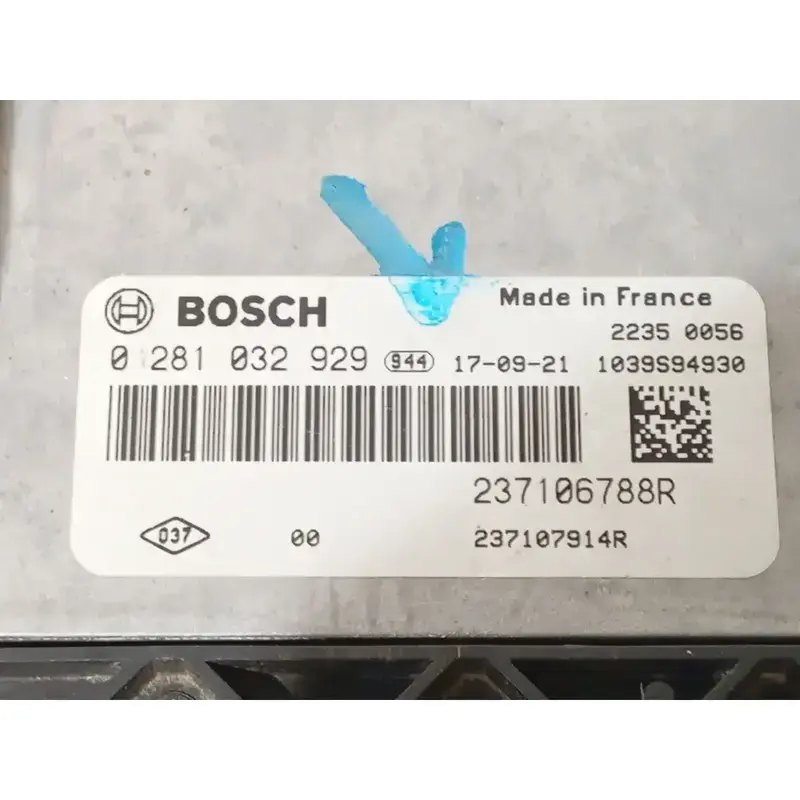 BOSCH
Made in France
2235 0056
0 281 032 929 944 17-09-21 1039S94930
237106788R
037 00 237107914R